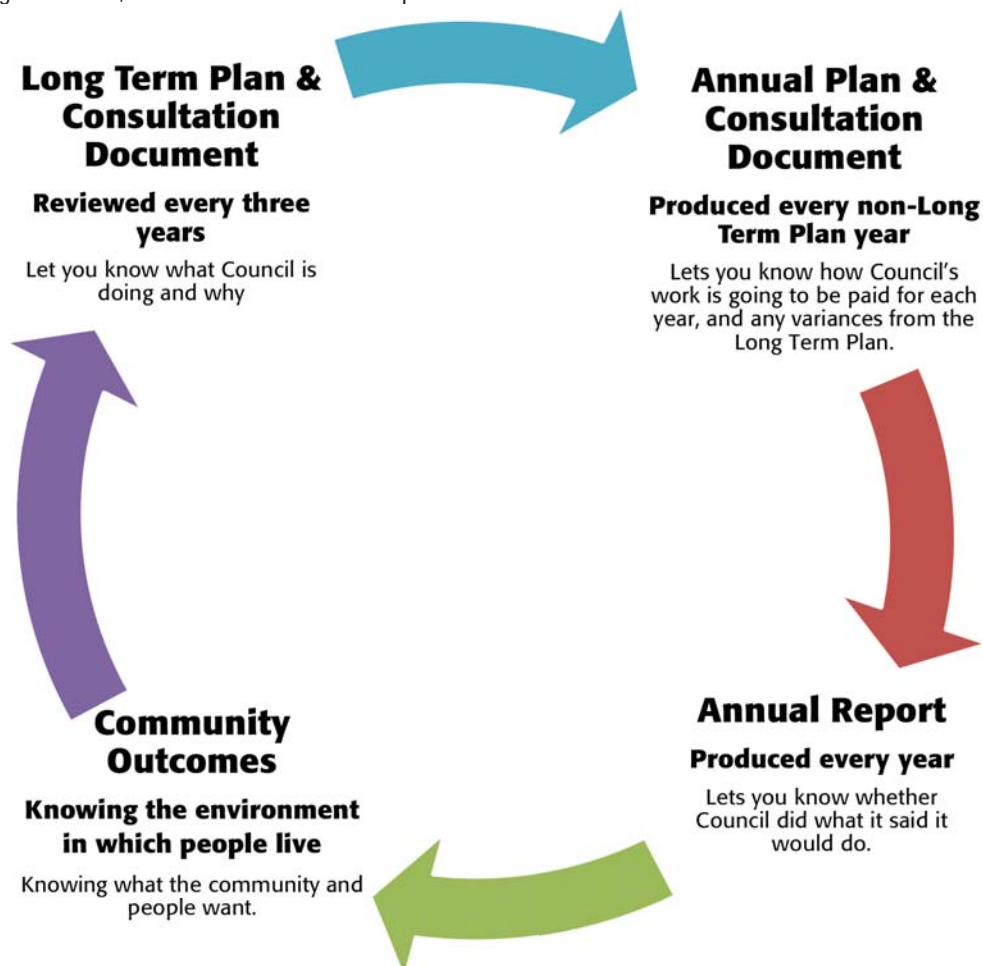 Long Term Plan &
Consultation
Document
Reviewed every three
years
Let you know what Council is
doing and why
Annual Plan &
Consultation
Document
Produced every non-Long
Term Plan year
Lets you know how Council's
work is going to be paid for each
year, and any variances from the
Long Term Plan.
Annual Report
Produced every year
Lets you know whether
Council did what it said it
would do.
Community
Outcomes
Knowing the environment
in which people live
Knowing what the community and
people want.